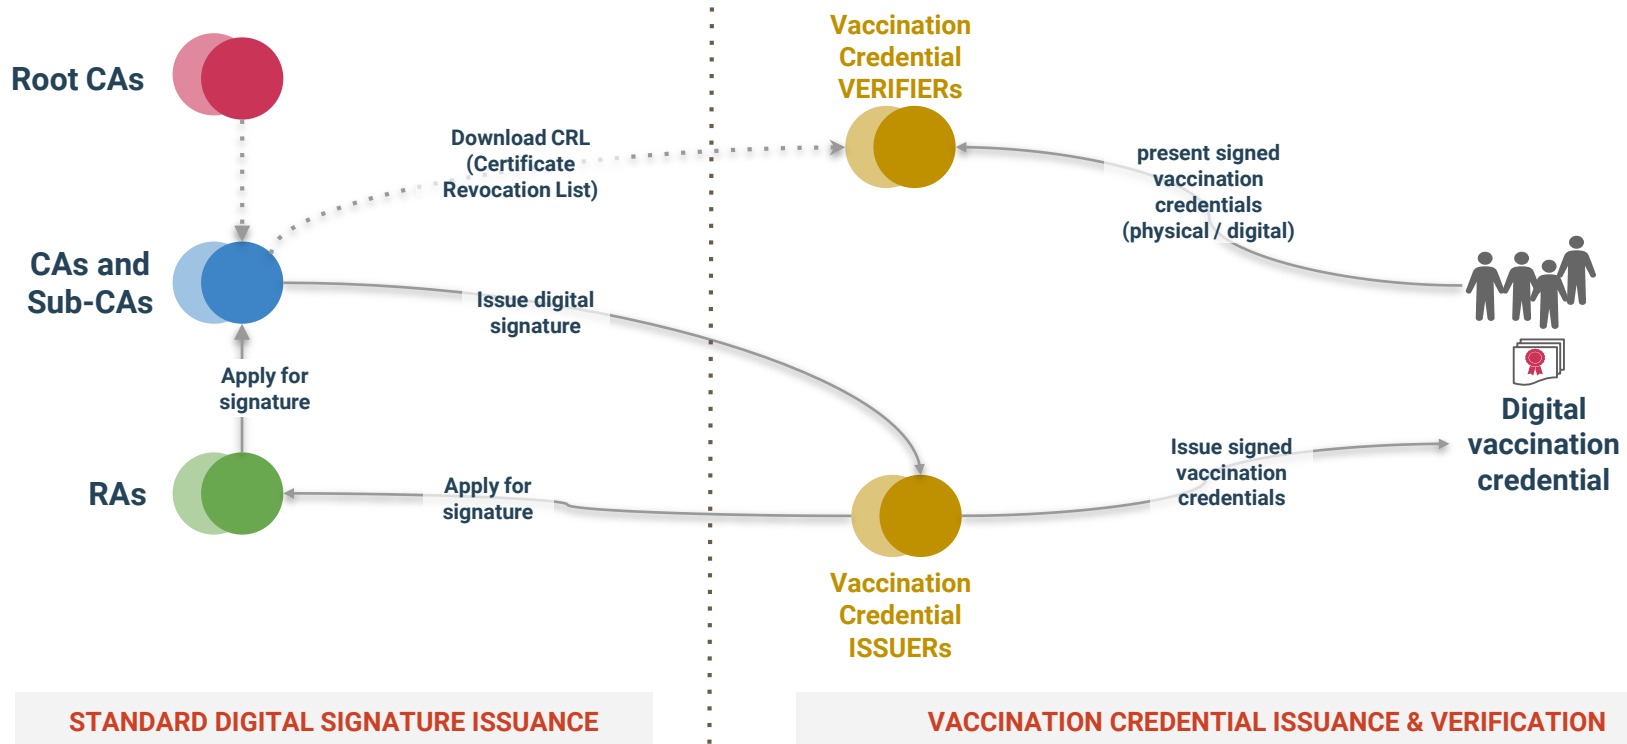 Vaccination
Credential
VERIFIERs
Root CAs
Download CRL
(Certificate
Revocation List)
present signed
vaccination
credentials
(physical / digital)
CAs and
Sub-CAs
Issue digital
signature
Apply for
signature
Digital
vaccination
credential
Issue signed
vaccination
credentials
RAs
Apply for
signature
Vaccination
Credential
ISSUERs
STANDARD DIGITAL SIGNATURE ISSUANCE
VACCINATION CREDENTIAL ISSUANCE & VERIFICATION